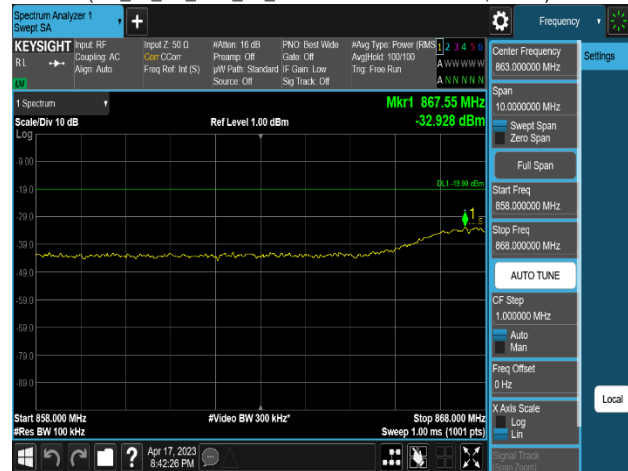 Spectrum Analyzer 1
Swept SA
Frequency
KEYSIGHT
RL
Input: RF
Coupling: AC
Align: Auto
Input Z: 50 Ω
Corr CCorr
Freq Ref: Int (S)
#Atten: 16 dB
Preamp: Off
µW Path: Standard
Source: Off
PNO: Best Wide
Gate: Off
IF Gain: Low
Sig Track: Off
#Avg Type: Power (RMS)
Avg|Hold: 100/100
Trig: Free Run
1 2 3 4 5 6
A W W W W W
A N N N N N
1 Spectrum
Mkr1 867.55 MHz
Scale/Div 10 dB
Ref Level 1.00 dBm
-32.928 dBm
Log
-9.00
DL1 -19.00 dBm
-19.0
1
-29.0
-39.0
-49.0
-59.0
-69.0
-79.0
-89.0
Start 858.000 MHz
#Video BW 300 kHz*
Stop 868.000 MHz
#Res BW 100 kHz
Sweep 1.00 ms (1001 pts)
Apr 17, 2023
8:42:26 PM
Center Frequency
863.000000 MHz
Settings
Span
10.0000000 MHz
Swept Span
Zero Span
Full Span
Start Freq
858.000000 MHz
Stop Freq
868.000000 MHz
AUTO TUNE
CF Step
1.000000 MHz
Auto
Man
Freq Offset
0 Hz
X Axis Scale
Log
Lin
Local
Signal Track
(Span Zoom)